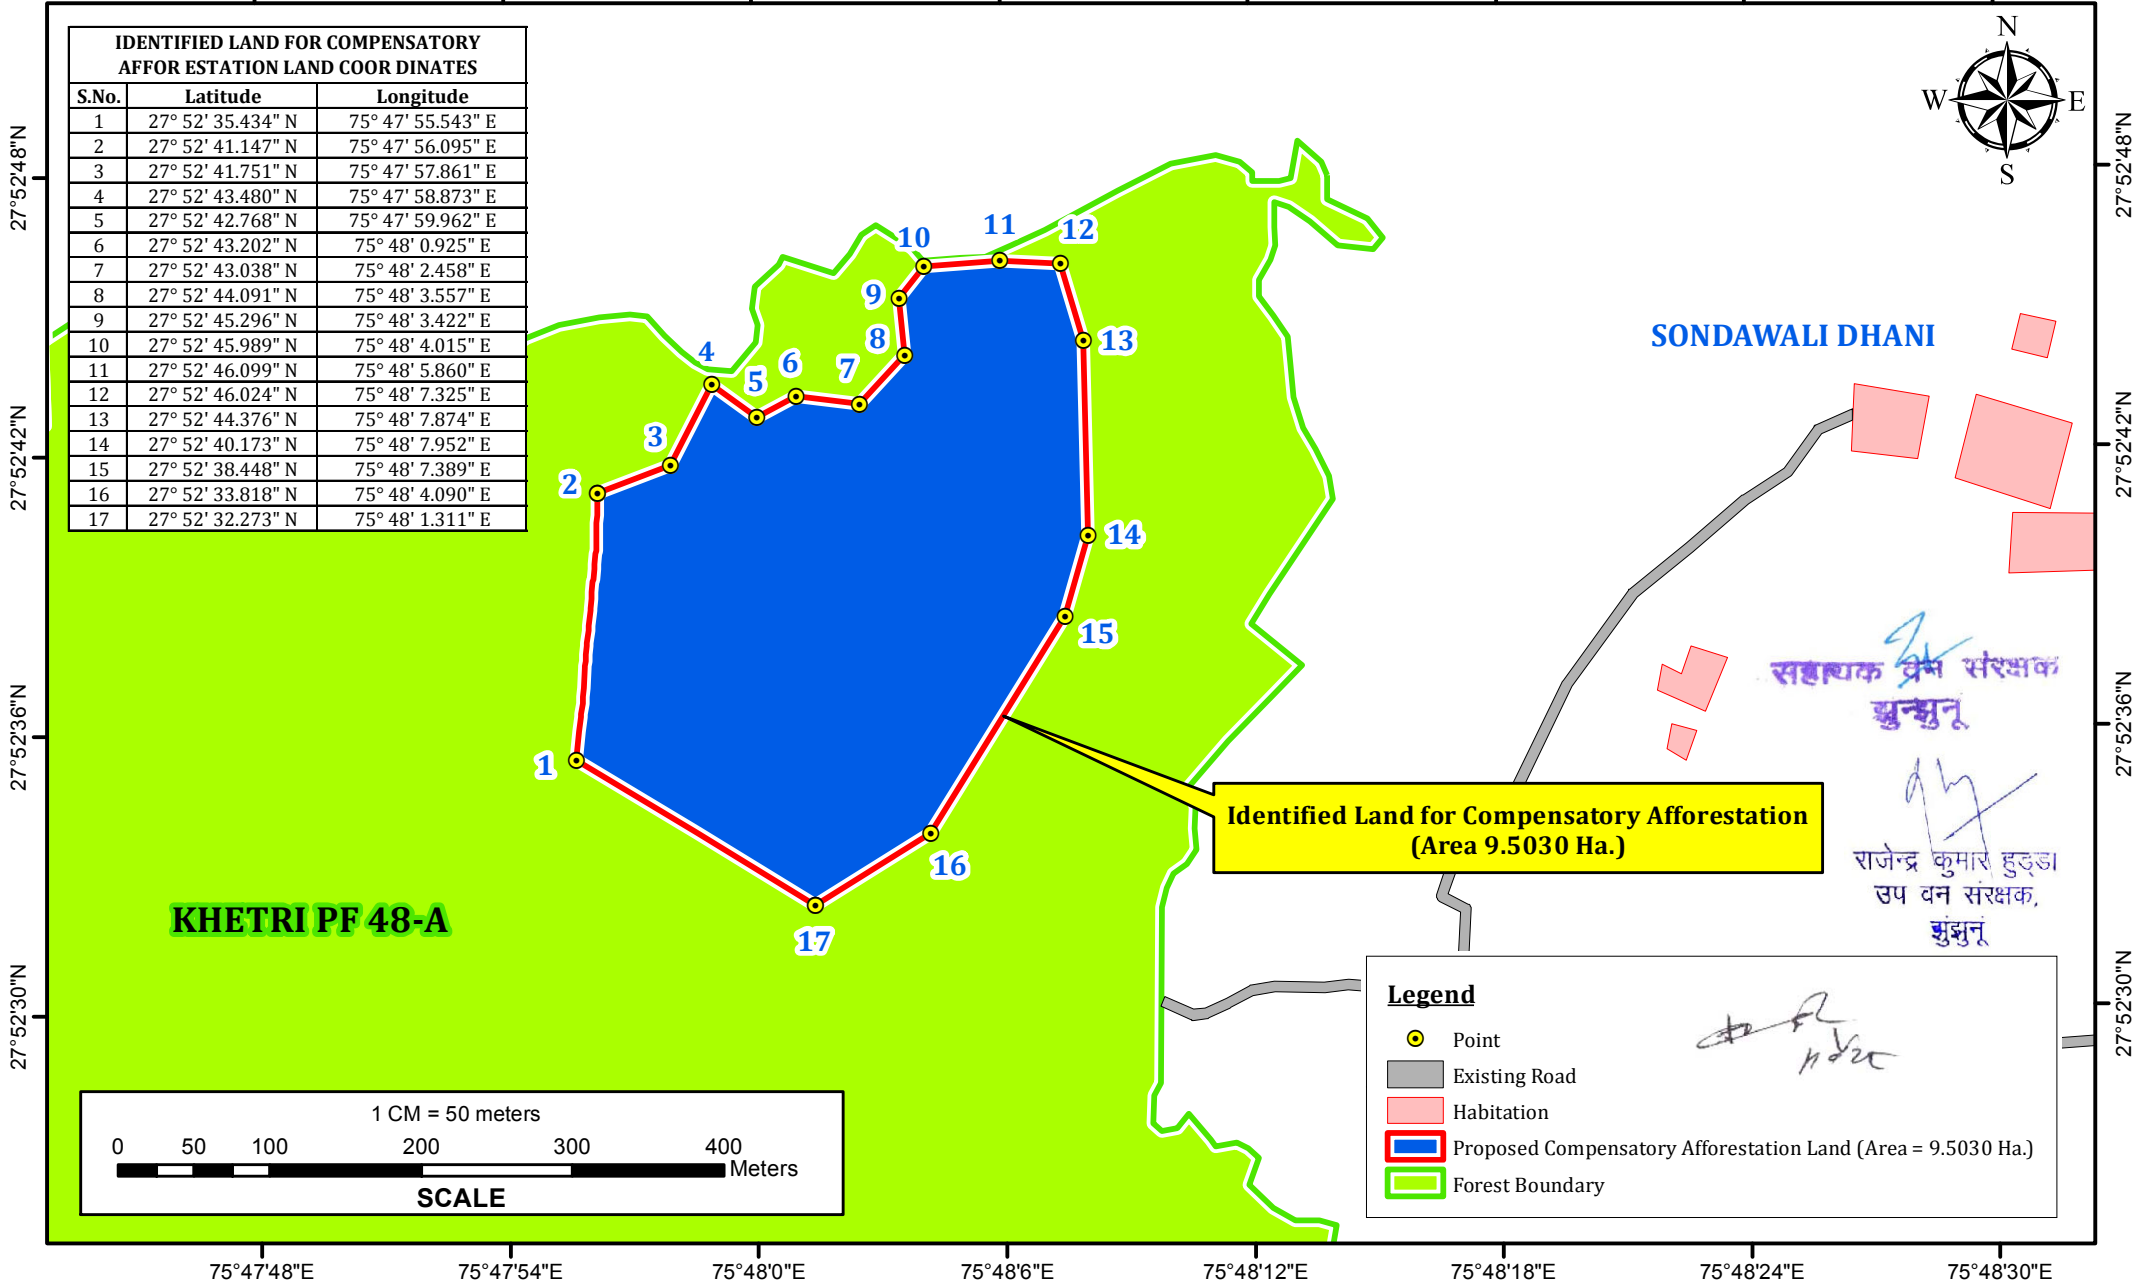 IDENTIFIED LAND FOR COMPENSATORY
AFFOR ESTATION LAND COOR DINATES
S.No. Latitude Longitude
1 27° 52' 35.434" N 75° 47' 55.543" E
2 27° 52' 41.147" N 75° 47' 56.095" E
3 27° 52' 41.751" N 75° 47' 57.861" E
4 27° 52' 43.480" N 75° 47' 58.873" E
5 27° 52' 42.768" N 75° 47' 59.962" E
6 27° 52' 43.202" N 75° 48' 0.925" E
7 27° 52' 43.038" N 75° 48' 2.458" E
8 27° 52' 44.091" N 75° 48' 3.557" E
9 27° 52' 45.296" N 75° 48' 3.422" E
10 27° 52' 45.989" N 75° 48' 4.015" E
11 27° 52' 46.099" N 75° 48' 5.860" E
12 27° 52' 46.024" N 75° 48' 7.325" E
13 27° 52' 44.376" N 75° 48' 7.874" E
14 27° 52' 40.173" N 75° 48' 7.952" E
15 27° 52' 38.448" N 75° 48' 7.389" E
16 27° 52' 33.818" N 75° 48' 4.090" E
17 27° 52' 32.273" N 75° 48' 1.311" E
N
W E
S
27°52'48"N
27°52'42"N
27°52'36"N
27°52'30"N
27°52'48"N
27°52'42"N
27°52'36"N
27°52'30"N
1
2
3
4
5
6
7
8
9
10
11
12
13
14
15
16
17
SONDAWALI DHANI
सहायक वन संरक्षक
झुन्झुनू
Identified Land for Compensatory Afforestation
(Area 9.5030 Ha.)
राजेन्द्र कुमार हुड्डा
उप वन संरक्षक,
झुंझुनूं
KHETRI PF 48-A
Legend
Point
Existing Road
Habitation
Proposed Compensatory Afforestation Land (Area = 9.5030 Ha.)
Forest Boundary
1 CM = 50 meters
0 50 100 200 300 400
Meters
SCALE
75°47'48"E 75°47'54"E 75°48'0"E 75°48'6"E 75°48'12"E 75°48'18"E 75°48'24"E 75°48'30"E